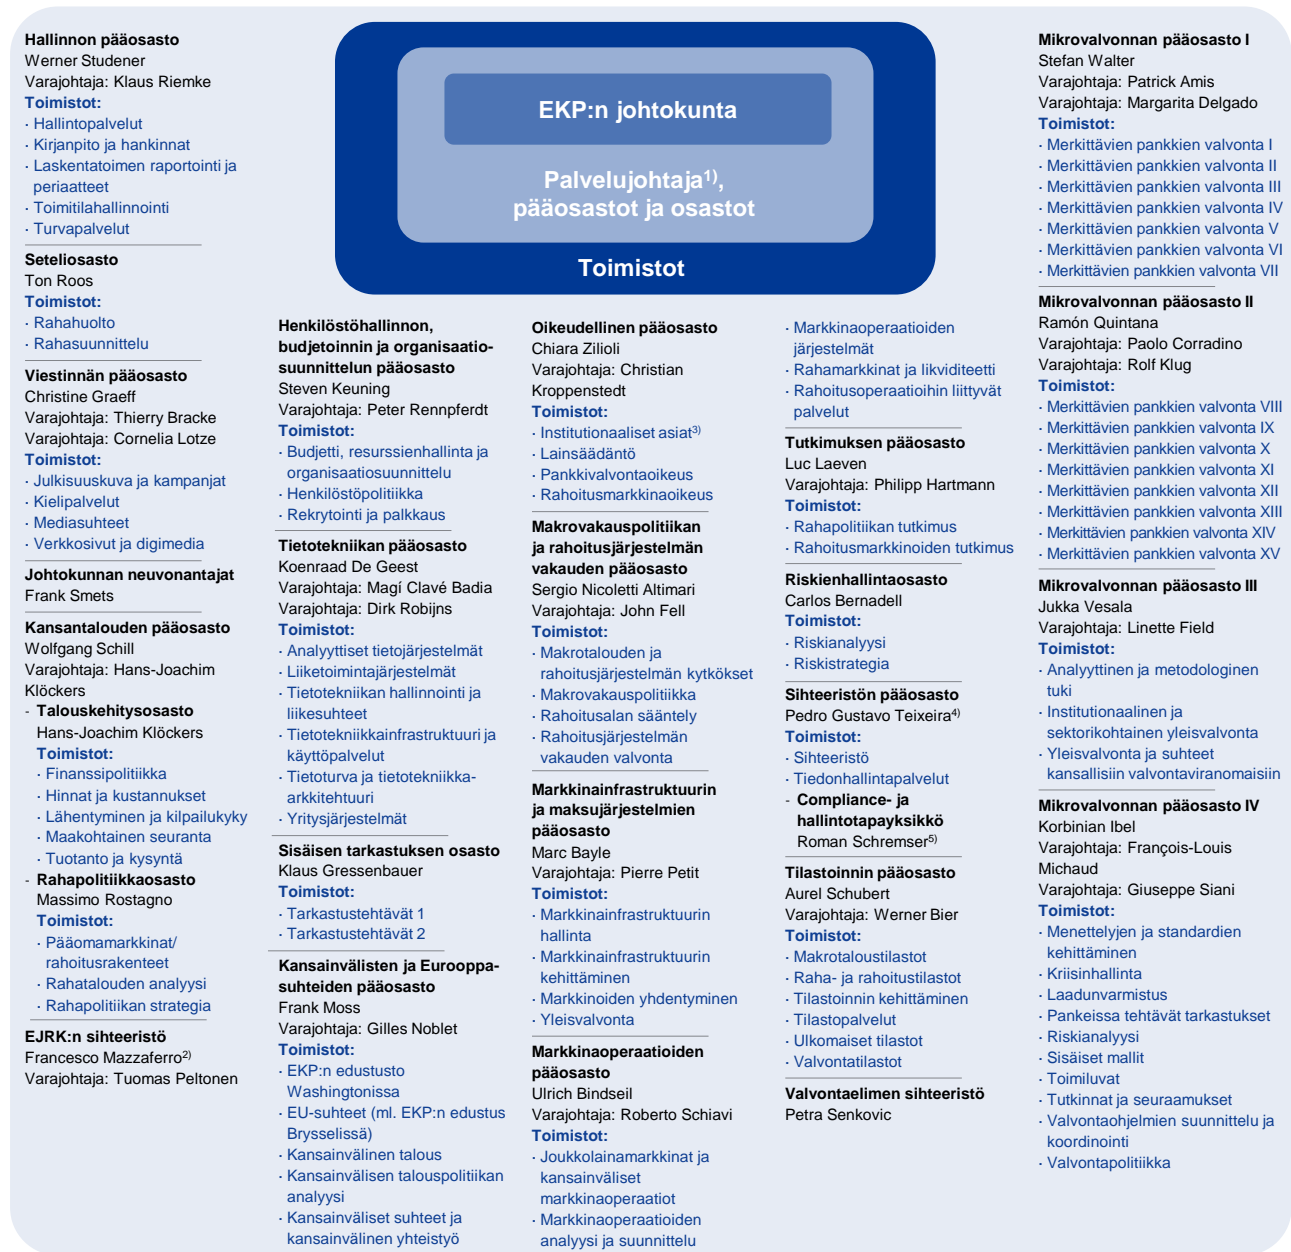 EKP:n johtokunta
Palvelujohtaja1),
pääosastot ja osastot
Toimistot
Hallinnon pääosasto
Werner Studener
Varajohtaja: Klaus Riemke
Toimistot:
· Hallintopalvelut
· Kirjanpito ja hankinnat
· Laskentatoimen raportointi ja
periaatteet
· Toimitilahallinnointi
· Turvapalvelut
Seteliosasto
Ton Roos
Toimistot:
· Rahahuolto
· Rahasuunnittelu
Viestinnän pääosasto
Christine Graeff
Varajohtaja: Thierry Bracke
Varajohtaja: Cornelia Lotze
Toimistot:
· Julkisuuskuva ja kampanjat
· Kielipalvelut
· Mediasuhteet
· Verkkosivut ja digimedia
Johtokunnan neuvonantajat
Frank Smets
Kansantalouden pääosasto
Wolfgang Schill
Varajohtaja: Hans-Joachim
Klöckers
- Talouskehitysosasto
Hans-Joachim Klöckers
Toimistot:
· Finanssipolitiikka
· Hinnat ja kustannukset
· Lähentyminen ja kilpailukyky
· Maakohtainen seuranta
· Tuotanto ja kysyntä
- Rahapolitiikkaosasto
Massimo Rostagno
Toimistot:
· Pääomamarkkinat/
rahoitusrakenteet
· Rahatalouden analyysi
· Rahapolitiikan strategia
EJRK:n sihteeristö
Francesco Mazzaferro2)
Varajohtaja: Tuomas Peltonen
Henkilöstöhallinnon,
budjetoinnin ja organisaatio-
suunnittelun pääosasto
Steven Keuning
Varajohtaja: Peter Rennpferdt
Toimistot:
· Budjetti, resurssienhallinta ja
organisaatiosuunnittelu
· Henkilöstöpolitiikka
· Rekrytointi ja palkkaus
Tietotekniikan pääosasto
Koenraad De Geest
Varajohtaja: Magí Clavé Badia
Varajohtaja: Dirk Robijns
Toimistot:
· Analyyttiset tietojärjestelmät
· Liiketoimintajärjestelmät
· Tietotekniikan hallinnointi ja
liikesuhteet
· Tietotekniikkainfrastruktuuri ja
käyttöpalvelut
· Tietoturva ja tietotekniikka-
arkkitehtuuri
· Yritysjärjestelmät
Sisäisen tarkastuksen osasto
Klaus Gressenbauer
Toimistot:
· Tarkastustehtävät 1
· Tarkastustehtävät 2
Kansainvälisten ja Eurooppa-
suhteiden pääosasto
Frank Moss
Varajohtaja: Gilles Noblet
Toimistot:
· EKP:n edustusto
Washingtonissa
· EU-suhteet (ml. EKP:n edustus
Brysselissä)
· Kansainvälinen talous
· Kansainvälisen talouspolitiikan
analyysi
· Kansainväliset suhteet ja
kansainvälinen yhteistyö
Oikeudellinen pääosasto
Chiara Zilioli
Varajohtaja: Christian
Kroppenstedt
Toimistot:
· Institutionaaliset asiat3)
· Lainsäädäntö
· Pankkivalvontaoikeus
· Rahoitusmarkkinaoikeus
Makrovakauspolitiikan
ja rahoitusjärjestelmän
vakauden pääosasto
Sergio Nicoletti Altimari
Varajohtaja: John Fell
Toimistot:
· Makrotalouden ja
rahoitusjärjestelmän kytkökset
· Makrovakauspolitiikka
· Rahoitusalan sääntely
· Rahoitusjärjestelmän
vakauden valvonta
Markkinainfrastruktuurin
ja maksujärjestelmien
pääosasto
Marc Bayle
Varajohtaja: Pierre Petit
Toimistot:
· Markkinainfrastruktuurin
hallinta
· Markkinainfrastruktuurin
kehittäminen
· Markkinoiden yhdentyminen
· Yleisvalvonta
Markkinaoperaatioiden
pääosasto
Ulrich Bindseil
Varajohtaja: Roberto Schiavi
Toimistot:
· Joukkolainamarkkinat ja
kansainväliset
markkinaoperaatiot
· Markkinaoperaatioiden
analyysi ja suunnittelu
· Markkinaoperaatioiden
järjestelmät
· Rahamarkkinat ja likviditeetti
· Rahoitusoperaatioihin liittyvät
palvelut
Tutkimuksen pääosasto
Luc Laeven
Varajohtaja: Philipp Hartmann
Toimistot:
· Rahapolitiikan tutkimus
· Rahoitusmarkkinoiden tutkimus
Riskienhallintaosasto
Carlos Bernadell
Toimistot:
· Riskianalyysi
· Riskistrategia
Sihteeristön pääosasto
Pedro Gustavo Teixeira4)
Toimistot:
· Sihteeristö
· Tiedonhallintapalvelut
- Compliance- ja
hallintotapayksikkö
Roman Schremser5)
Tilastoinnin pääosasto
Aurel Schubert
Varajohtaja: Werner Bier
Toimistot:
· Makrotaloustilastot
· Raha- ja rahoitustilastot
· Tilastoinnin kehittäminen
· Tilastopalvelut
· Ulkomaiset tilastot
· Valvontatilastot
Valvontaelimen sihteeristö
Petra Senkovic
Mikrovalvonnan pääosasto I
Stefan Walter
Varajohtaja: Patrick Amis
Varajohtaja: Margarita Delgado
Toimistot:
· Merkittävien pankkien valvonta I
· Merkittävien pankkien valvonta II
· Merkittävien pankkien valvonta III
· Merkittävien pankkien valvonta IV
· Merkittävien pankkien valvonta V
· Merkittävien pankkien valvonta VI
· Merkittävien pankkien valvonta VII
Mikrovalvonnan pääosasto II
Ramón Quintana
Varajohtaja: Paolo Corradino
Varajohtaja: Rolf Klug
Toimistot:
· Merkittävien pankkien valvonta VIII
· Merkittävien pankkien valvonta IX
· Merkittävien pankkien valvonta X
· Merkittävien pankkien valvonta XI
· Merkittävien pankkien valvonta XII
· Merkittävien pankkien valvonta XIII
· Merkittävien pankkien valvonta XIV
· Merkittävien pankkien valvonta XV
Mikrovalvonnan pääosasto III
Jukka Vesala
Varajohtaja: Linette Field
Toimistot:
· Analyyttinen ja metodologinen
tuki
· Institutionaalinen ja
sektorikohtainen yleisvalvonta
· Yleisvalvonta ja suhteet
kansallisiin valvontaviranomaisiin
Mikrovalvonnan pääosasto IV
Korbinian Ibel
Varajohtaja: François-Louis
Michaud
Varajohtaja: Giuseppe Siani
Toimistot:
· Menettelyjen ja standardien
kehittäminen
· Kriisinhallinta
· Laadunvarmistus
· Pankeissa tehtävät tarkastukset
· Riskianalyysi
· Sisäiset mallit
· Toimiluvat
· Tutkinnat ja seuraamukset
· Valvontaohjelmien suunnittelu ja
koordinointi
· Valvontapolitiikka